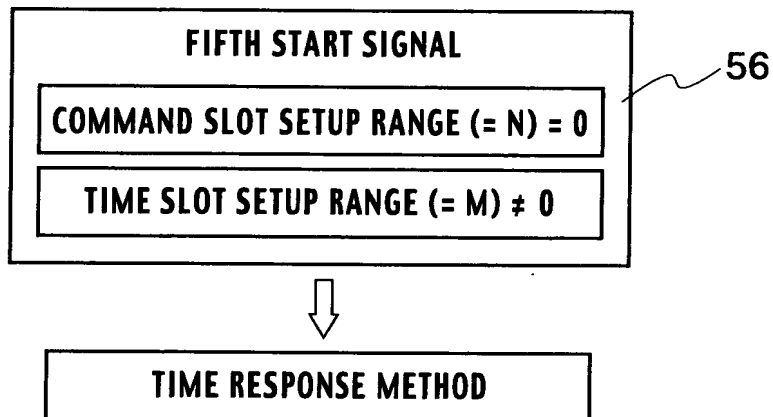 FIFTH START SIGNAL
56
COMMAND SLOT SETUP RANGE (= N) = 0
TIME SLOT SETUP RANGE (= M) ≠ 0
TIME RESPONSE METHOD